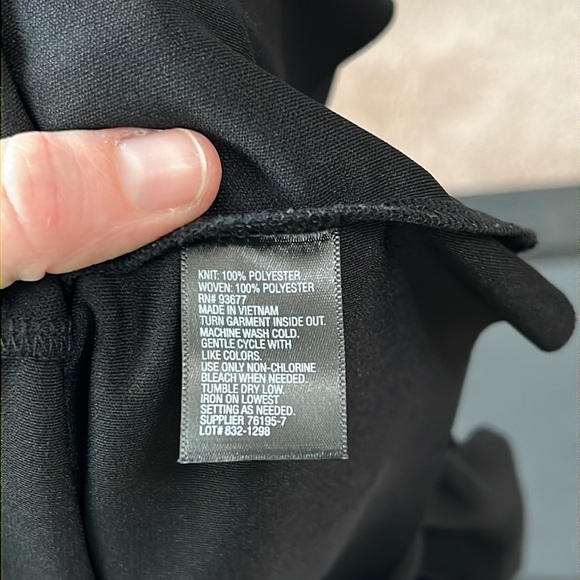 KNIT: 100% POLYESTER
WOVEN: 100% POLYESTER
RN# 93677
MADE IN VIETNAM
TURN GARMENT INSIDE OUT.
MACHINE WASH COLD.
GENTLE CYCLE WITH
LIKE COLORS.
USE ONLY NON-CHLORINE
BLEACH WHEN NEEDED.
TUMBLE DRY LOW.
IRON ON LOWEST
SETTING AS NEEDED.
SUPPLIER 76195-7
LOT# 832-1298